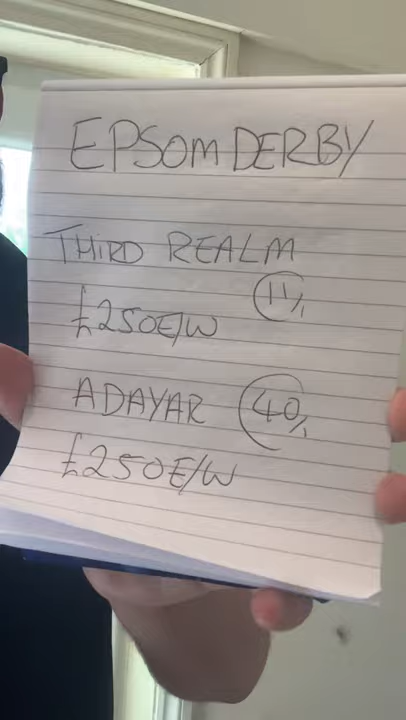 EPSOM DERBY
THIRD REALM
11/1
£250E/W
ADAYAR 40/1
£250E/W